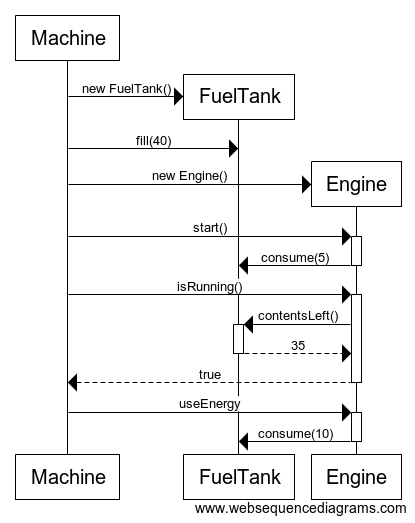 Machine
new FuelTank()
FuelTank
fill(40)
new Engine()
Engine
start()
consume(5)
isRunning()
contentsLeft()
35
true
useEnergy
consume(10)
Machine
FuelTank
Engine
www.websequencediagrams.com